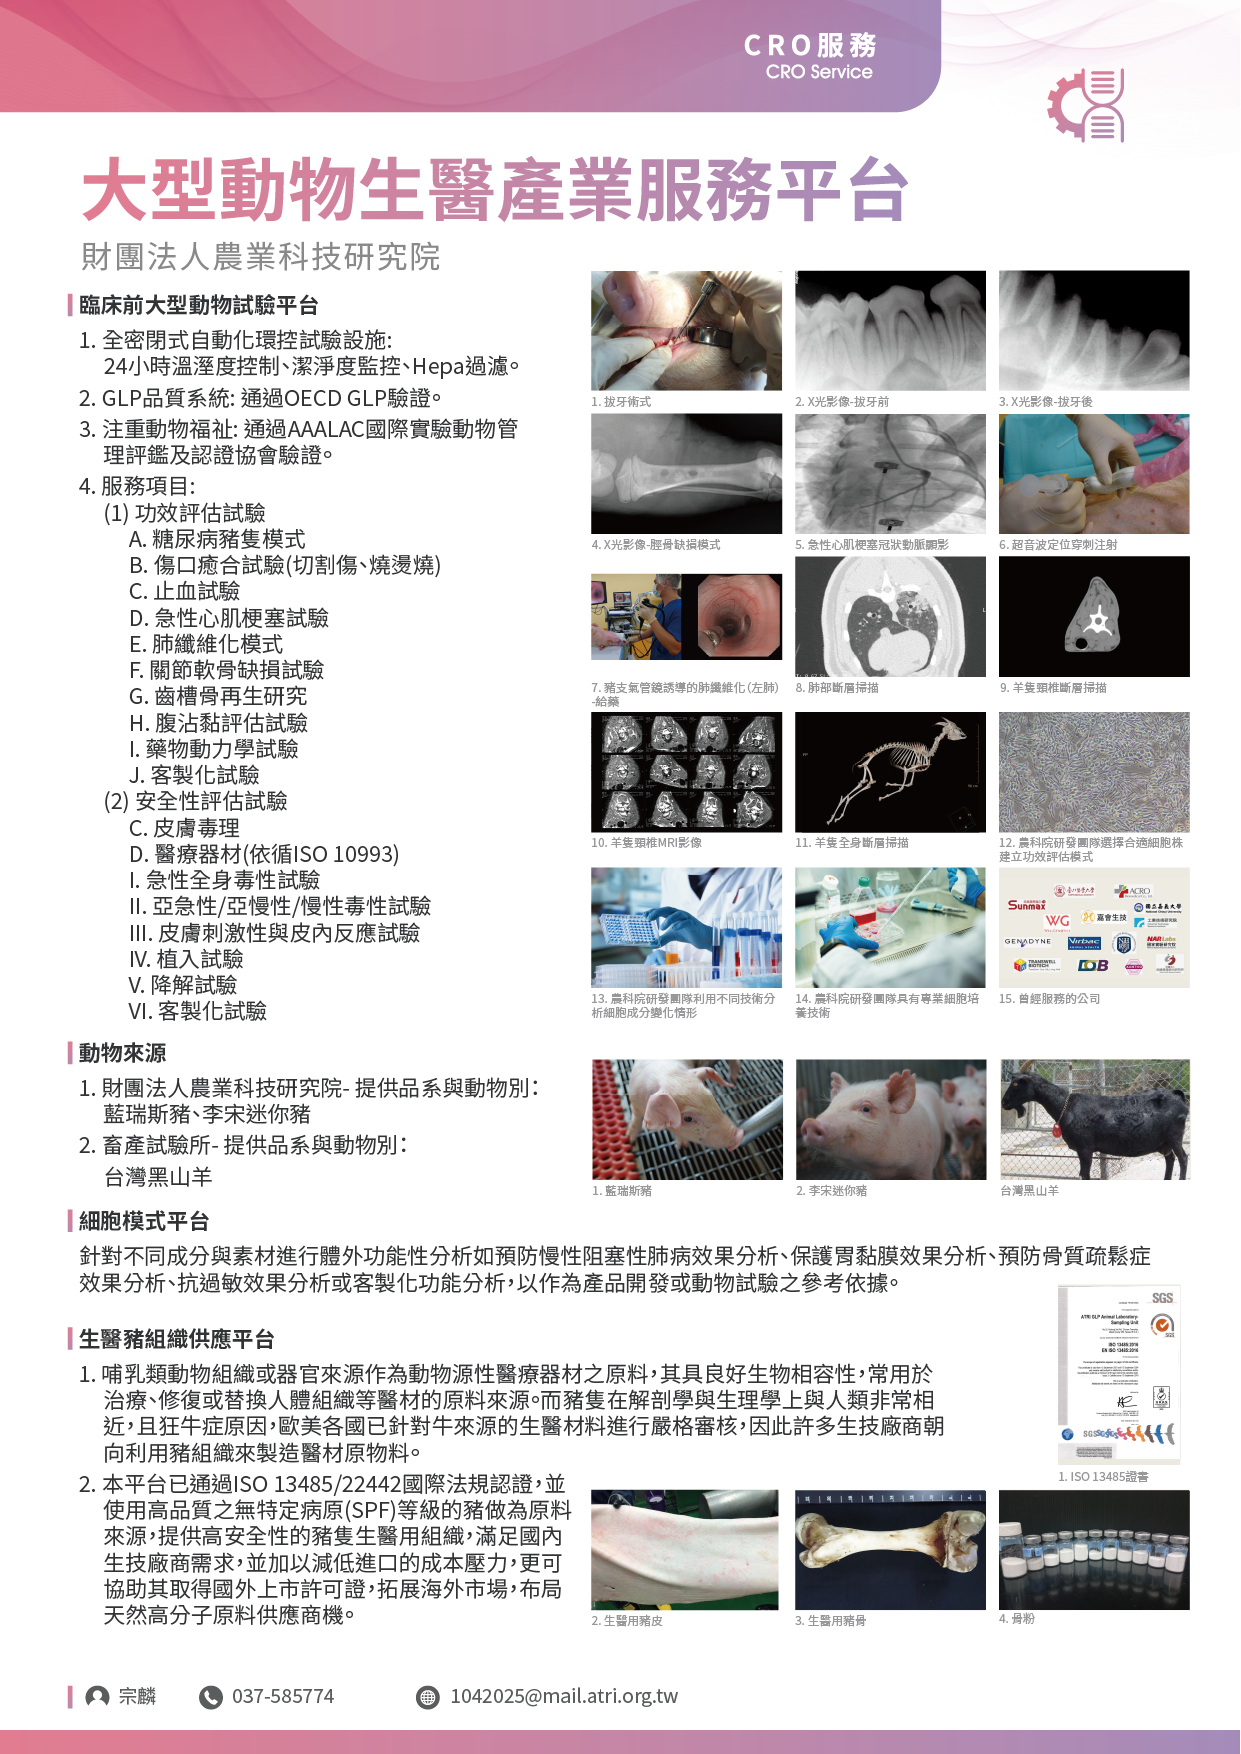 CRO服務
CRO Service
大型動物生醫產業服務平台
財團法人農業科技研究院
臨床前大型動物試驗平台
1. 全密閉式自動化環控試驗設施:
24小時溫溼度控制、潔淨度監控、Hepa過濾。
2. GLP品質系統: 通過OECD GLP驗證。
3. 注重動物福祉: 通過AAALAC國際實驗動物管
理評鑑及認證協會驗證。
4. 服務項目:
(1) 功效評估試驗
A. 糖尿病豬隻模式
B. 傷口癒合試驗(切割傷、燒燙燒)
C. 止血試驗
D. 急性心肌梗塞試驗
E. 肺纖維化模式
F. 關節軟骨缺損試驗
G. 齒槽骨再生研究
H. 腹沾黏評估試驗
I. 藥物動力學試驗
J. 客製化試驗
(2) 安全性評估試驗
C. 皮膚毒理
D. 醫療器材(依循ISO 10993)
I. 急性全身毒性試驗
II. 亞急性/亞慢性/慢性毒性試驗
III. 皮膚刺激性與皮內反應試驗
IV. 植入試驗
V. 降解試驗
VI. 客製化試驗
1. 拔牙術式
2. X光影像-拔牙前
3. X光影像-拔牙後
4. X光影像-脛骨缺損模式
5. 急性心肌梗塞冠狀動脈顯影
6. 超音波定位穿刺注射
7. 豬支氣管鏡誘導的肺纖維化（左肺）
-給藥
8. 肺部斷層掃描
9. 羊隻頸椎斷層掃描
10. 羊隻頸椎MRI影像
11. 羊隻全身斷層掃描
12. 農科院研發團隊選擇合適細胞株
建立功效評估模式
ACRO
Sunmax
WG
嘉會生技
國立嘉義大學
GENADYNE
Virbac
NARLabs
TRANSWELL
BIOTECH
13. 農科院研發團隊利用不同技術分
析細胞成分變化情形
14. 農科院研發團隊具有專業細胞培
養技術
15. 曾經服務的公司
動物來源
1. 財團法人農業科技研究院- 提供品系與動物別：
藍瑞斯豬、李宋迷你豬
2. 畜產試驗所- 提供品系與動物別：
台灣黑山羊
1. 藍瑞斯豬
2. 李宋迷你豬
台灣黑山羊
細胞模式平台
針對不同成分與素材進行體外功能性分析如預防慢性阻塞性肺病效果分析、保護胃黏膜效果分析、預防骨質疏鬆症
效果分析、抗過敏效果分析或客製化功能分析，以作為產品開發或動物試驗之參考依據。
生醫豬組織供應平台
1. 哺乳類動物組織或器官來源作為動物源性醫療器材之原料，其具良好生物相容性，常用於
治療、修復或替換人體組織等醫材的原料來源。而豬隻在解剖學與生理學上與人類非常相
近，且狂牛症原因，歐美各國已針對牛來源的生醫材料進行嚴格審核，因此許多生技廠商朝
向利用豬組織來製造醫材原物料。
2. 本平台已通過ISO 13485/22442國際法規認證，並
使用高品質之無特定病原(SPF)等級的豬做為原料
來源，提供高安全性的豬隻生醫用組織，滿足國內
生技廠商需求，並加以減低進口的成本壓力，更可
協助其取得國外上市許可證，拓展海外市場，布局
天然高分子原料供應商機。
SGS
ATRI GLP Animal Laboratory-
Sampling Unit
ISO 13485:2016
EN ISO 13485:2016
SGS
1. ISO 13485證書
2. 生醫用豬皮
3. 生醫用豬骨
4. 骨粉
宗麟
037-585774
1042025@mail.atri.org.tw